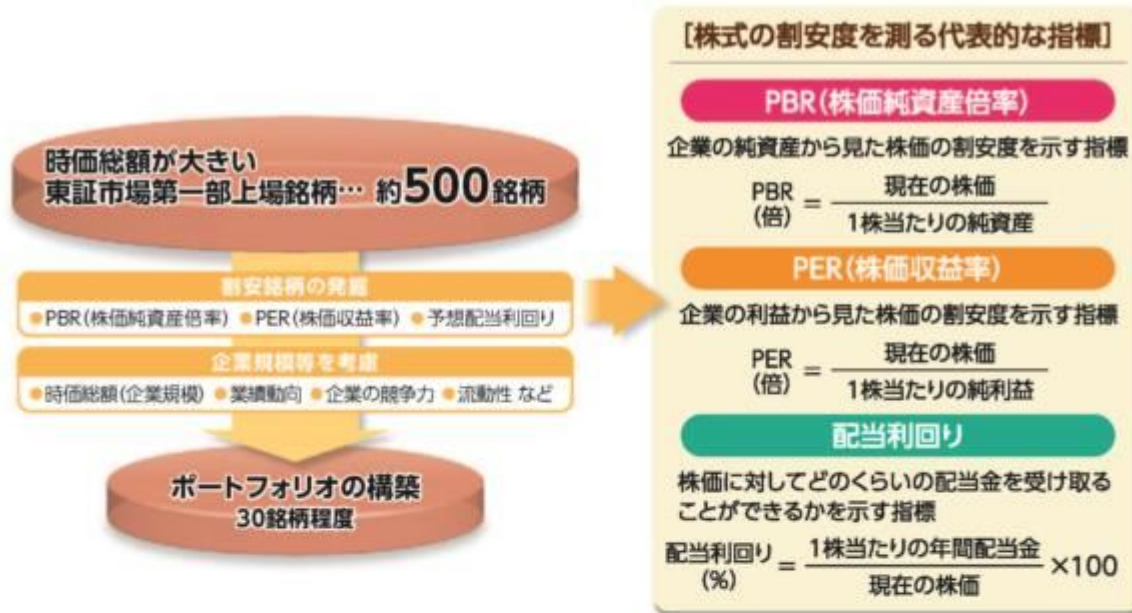 時価総額が大きい
東証市場第一部上場銘柄… 約500銘柄
割安銘柄の発掘
●PBR(株価純資産倍率) ●PER(株価収益率) ●予想配当利回り
企業規模等を考慮
●時価総額(企業規模) ●業績動向 ●企業の競争力 ●流動性 など
ポートフォリオの構築
30銘柄程度
[株式の割安度を測る代表的な指標]
PBR(株価純資産倍率)
企業の純資産から見た株価の割安度を示す指標
PBR
(倍)
=
現在の株価
1株当たりの純資産
PER(株価収益率)
企業の利益から見た株価の割安度を示す指標
PER
(倍)
=
現在の株価
1株当たりの純利益
配当利回り
株価に対してどのくらいの配当金を受け取る
ことができるかを示す指標
配当利回り
(%)
=
1株当たりの年間配当金
現在の株価
×100